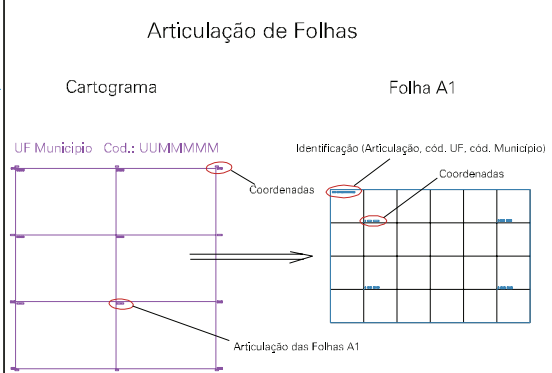 Articulação de Folhas
Cartograma
Folha A1
UF Municipio Cod.: UUMMMMM
Identificação (Articulação, cód. UF, cód. Município)
Coordenadas
Coordenadas
Articulação das Folhas A1